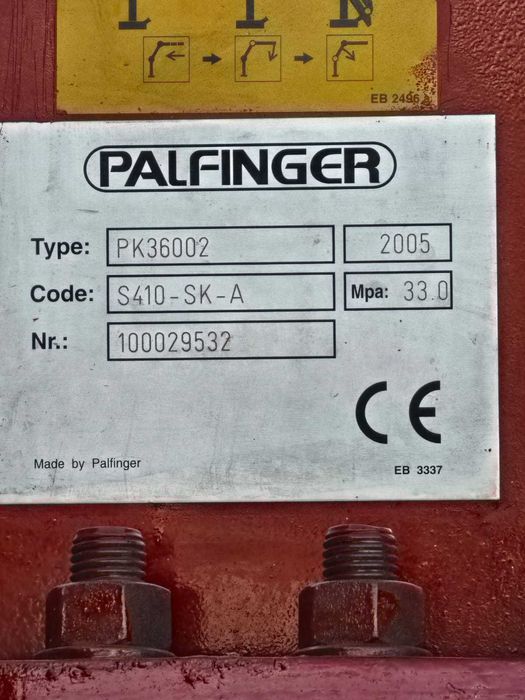 EB 2496
PALFINGER
Type: PK36002 2005
Code: S410-SK-A Mpa: 33.0
Nr.: 100029532
CE
Made by Palfinger
EB 3337